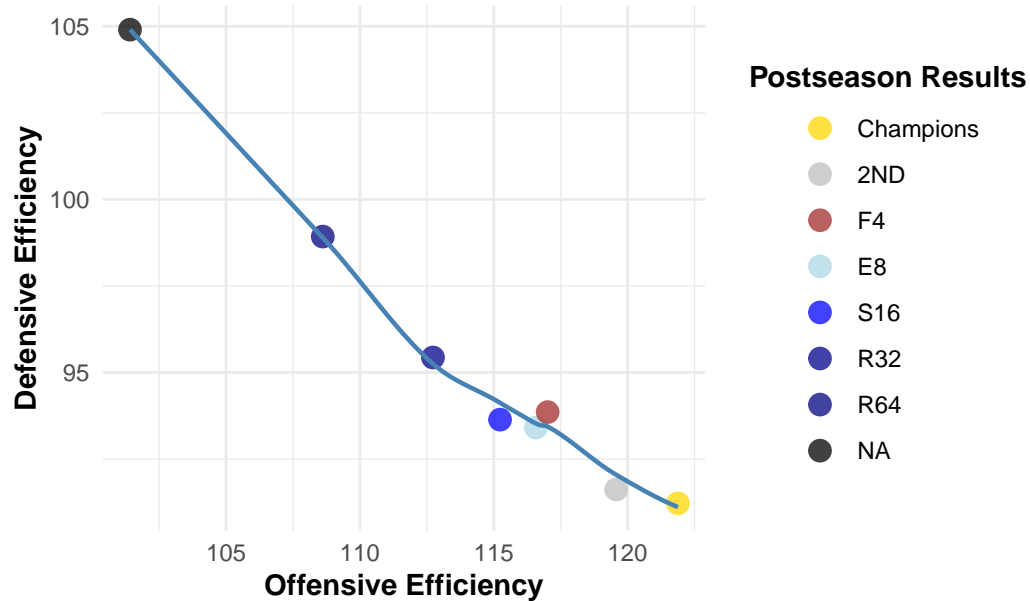 105
100
95
Defensive Efficiency
105
110
115
120
Offensive Efficiency
Postseason Results
Champions
2ND
F4
E8
S16
R32
R64
NA